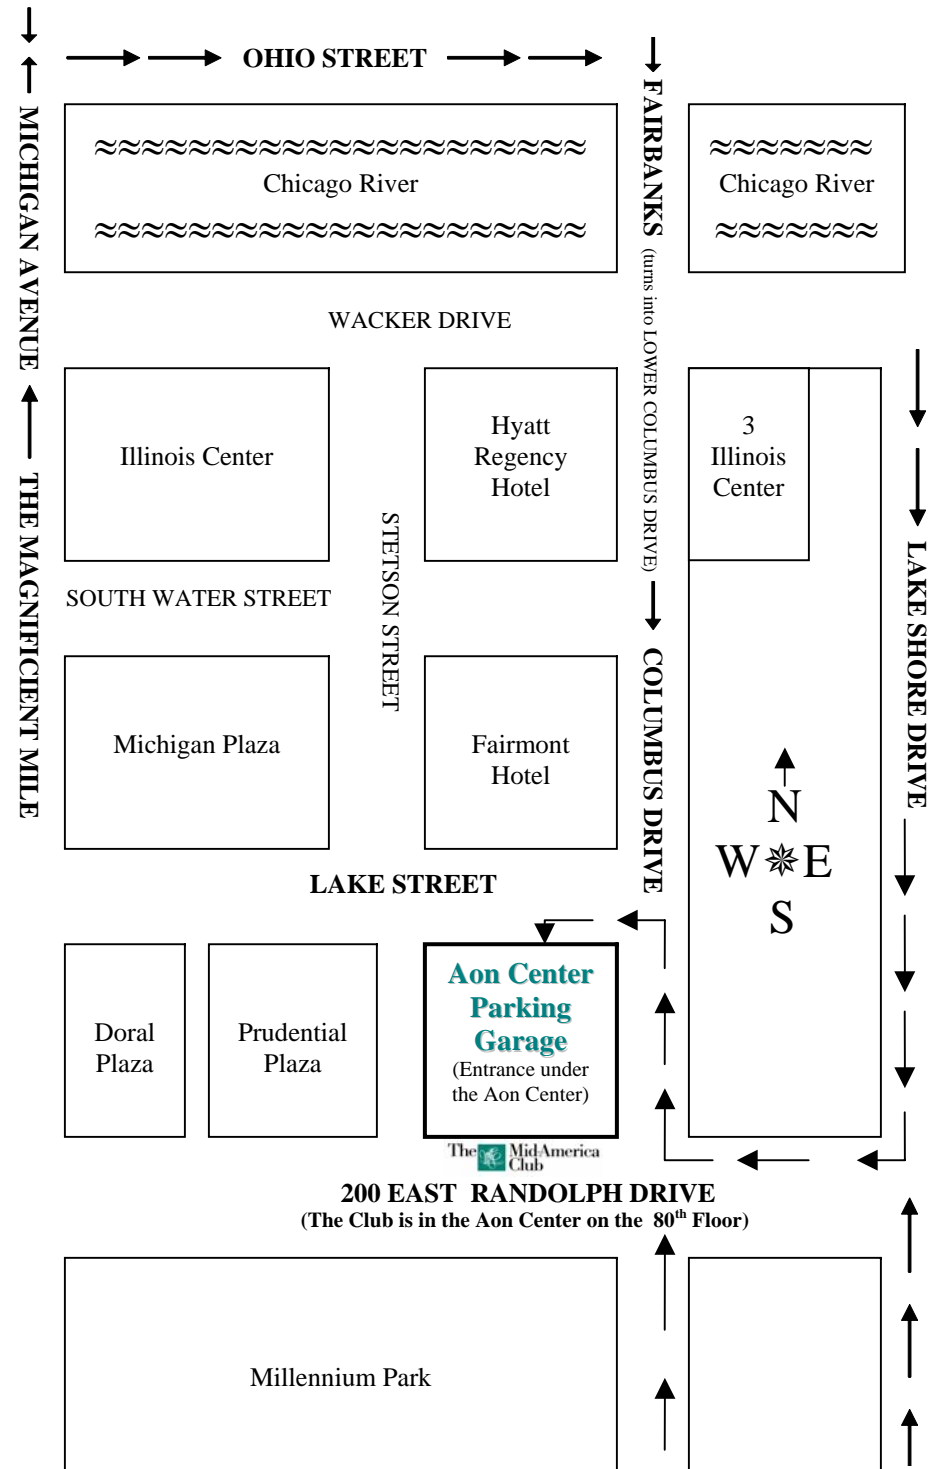 OHIO STREET
MICHIGAN AVENUE
THE MAGNIFICIENT MILE
FAIRBANKS
(turns into LOWER COLUMBUS DRIVE)
COLUMBUS DRIVE
≈≈≈≈≈≈≈≈≈≈≈≈≈≈≈≈≈≈≈≈≈
Chicago River
≈≈≈≈≈≈≈≈≈≈≈≈≈≈≈≈≈≈≈≈≈
≈≈≈≈≈≈≈
Chicago River
≈≈≈≈≈≈≈
WACKER DRIVE
Illinois Center
Hyatt
Regency
Hotel
3
Illinois
Center
LAKE SHORE DRIVE
STETSON STREET
SOUTH WATER STREET
Michigan Plaza
Fairmont
Hotel
N
W E
S
LAKE STREET
Doral
Plaza
Prudential
Plaza
Aon Center
Parking
Garage
(Entrance under
the Aon Center)
The Mid-America
Club
200 EAST RANDOLPH DRIVE
(The Club is in the Aon Center on the 80th Floor)
Millennium Park